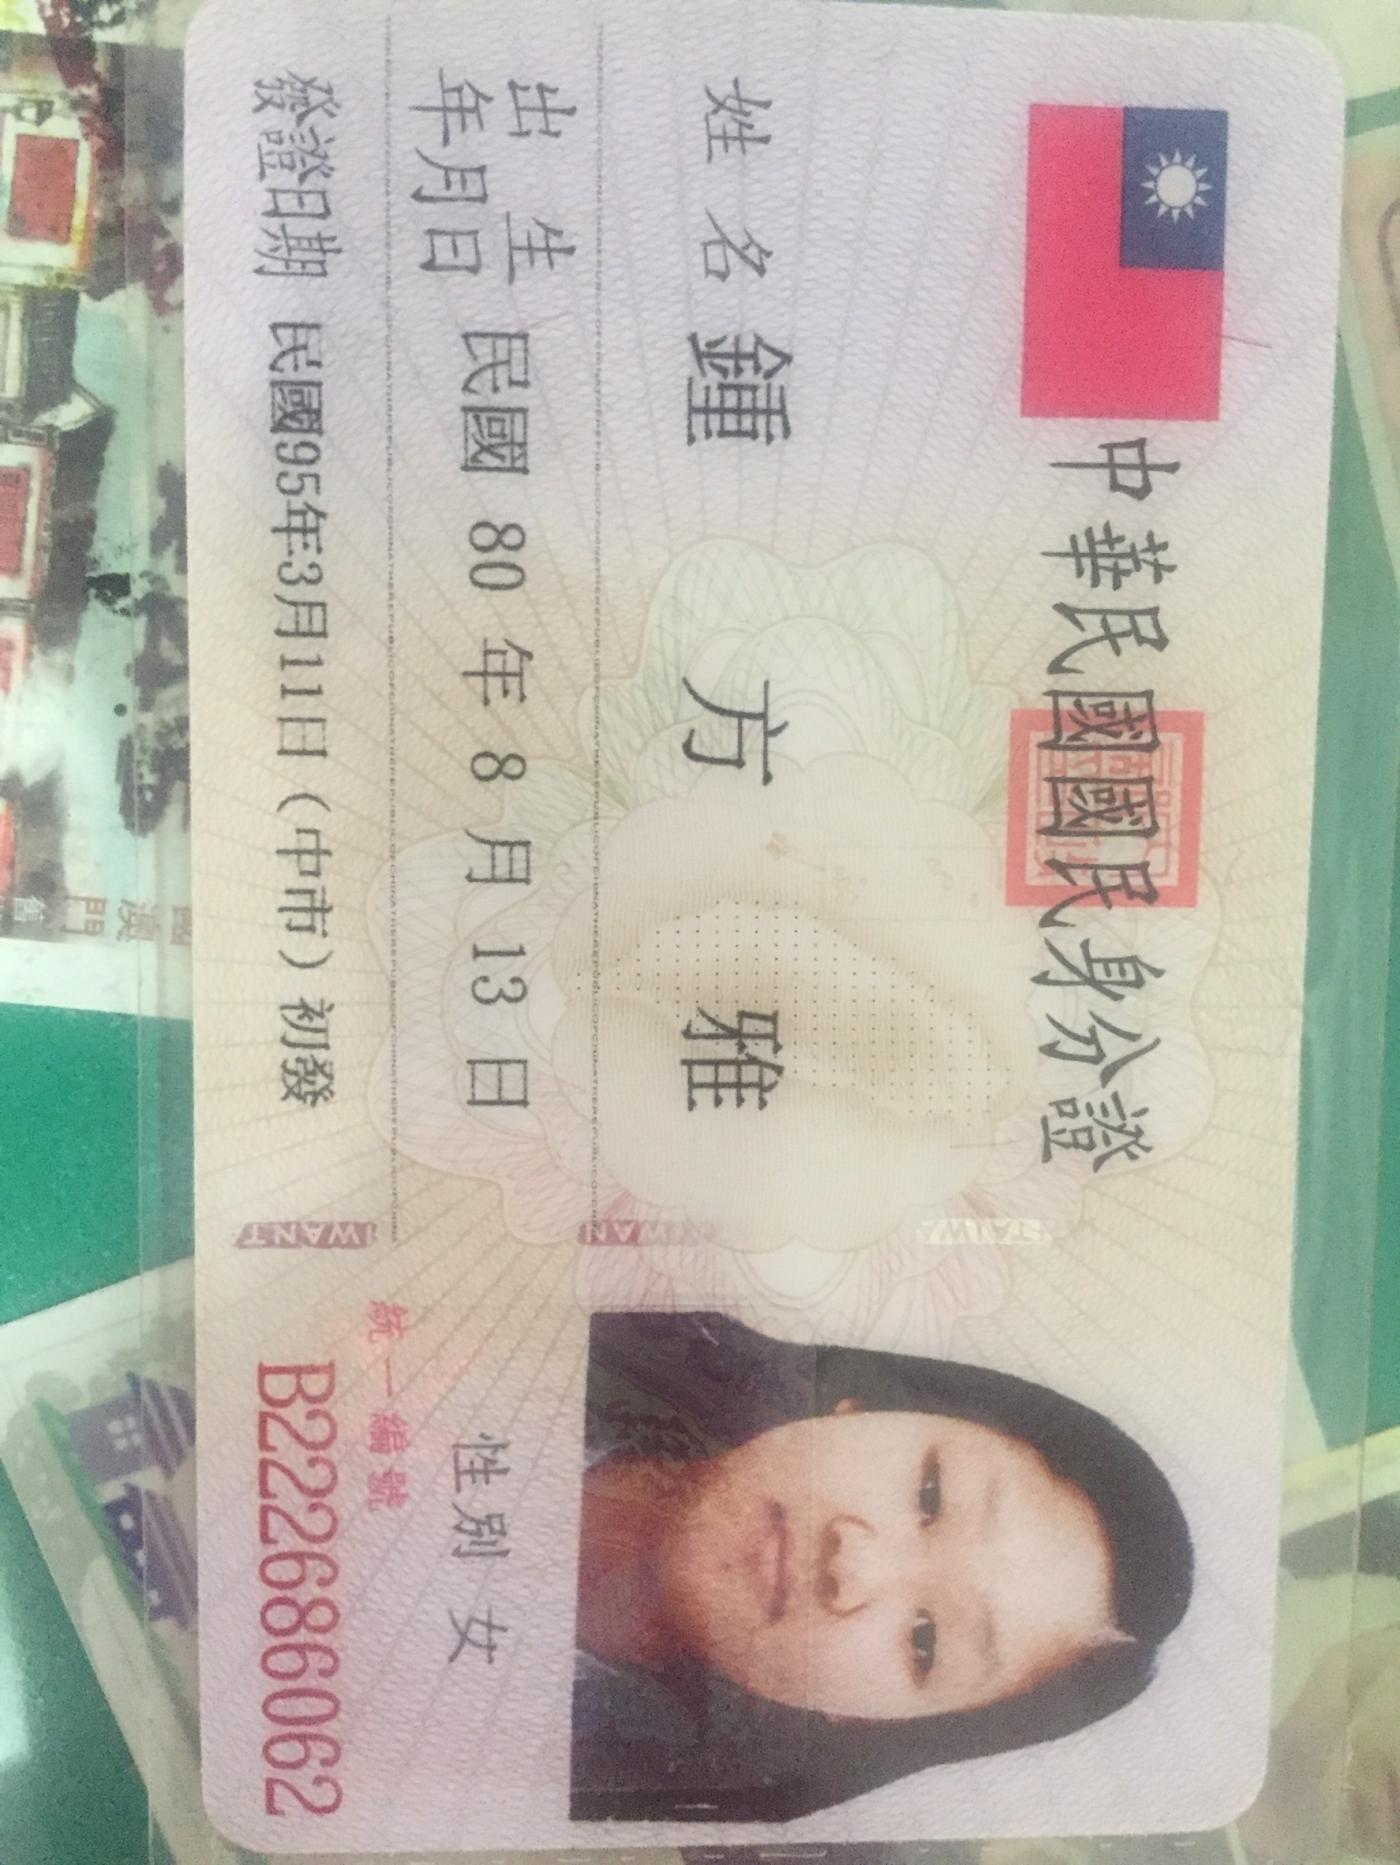 中華民國國民身分證
姓名 鍾方雅
出生年月日 民國 80 年 8 月 13 日
性別 女
發證日期 民國95年3月11日(中市)初發
統一編號
B222686062
TAIWAN